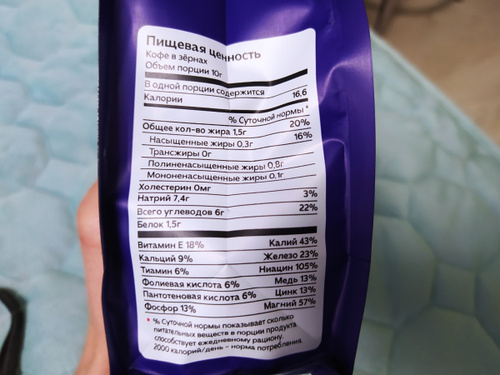 Пищевая ценность
Кофе в зёрнах
Объем порции 10г
В одной порции содержится
Калории 16,6
% Суточной нормы *
Общее кол-во жира 1,5г 20%
Насыщенные жиры 0,3г 16%
Трансжиры 0г
Полиненасыщенные жиры 0,8г
Мононенасыщенные жиры 0,1г
Холестерин 0мг
Натрий 7,4г 3%
Всего углеводов 6г 22%
Белок 1,5г
Витамин Е 18% Калий 43%
Кальций 9% Железо 23%
Тиамин 6% Ниацин 105%
Фолиевая кислота 6% Медь 13%
Пантотеновая кислота 6% Цинк 13%
Фосфор 13% Магний 57%
* % Суточной нормы показывает сколько
питательных веществ в порции продукта
способствует ежедневному рациону.
2000 калорий/день - норма потребления.